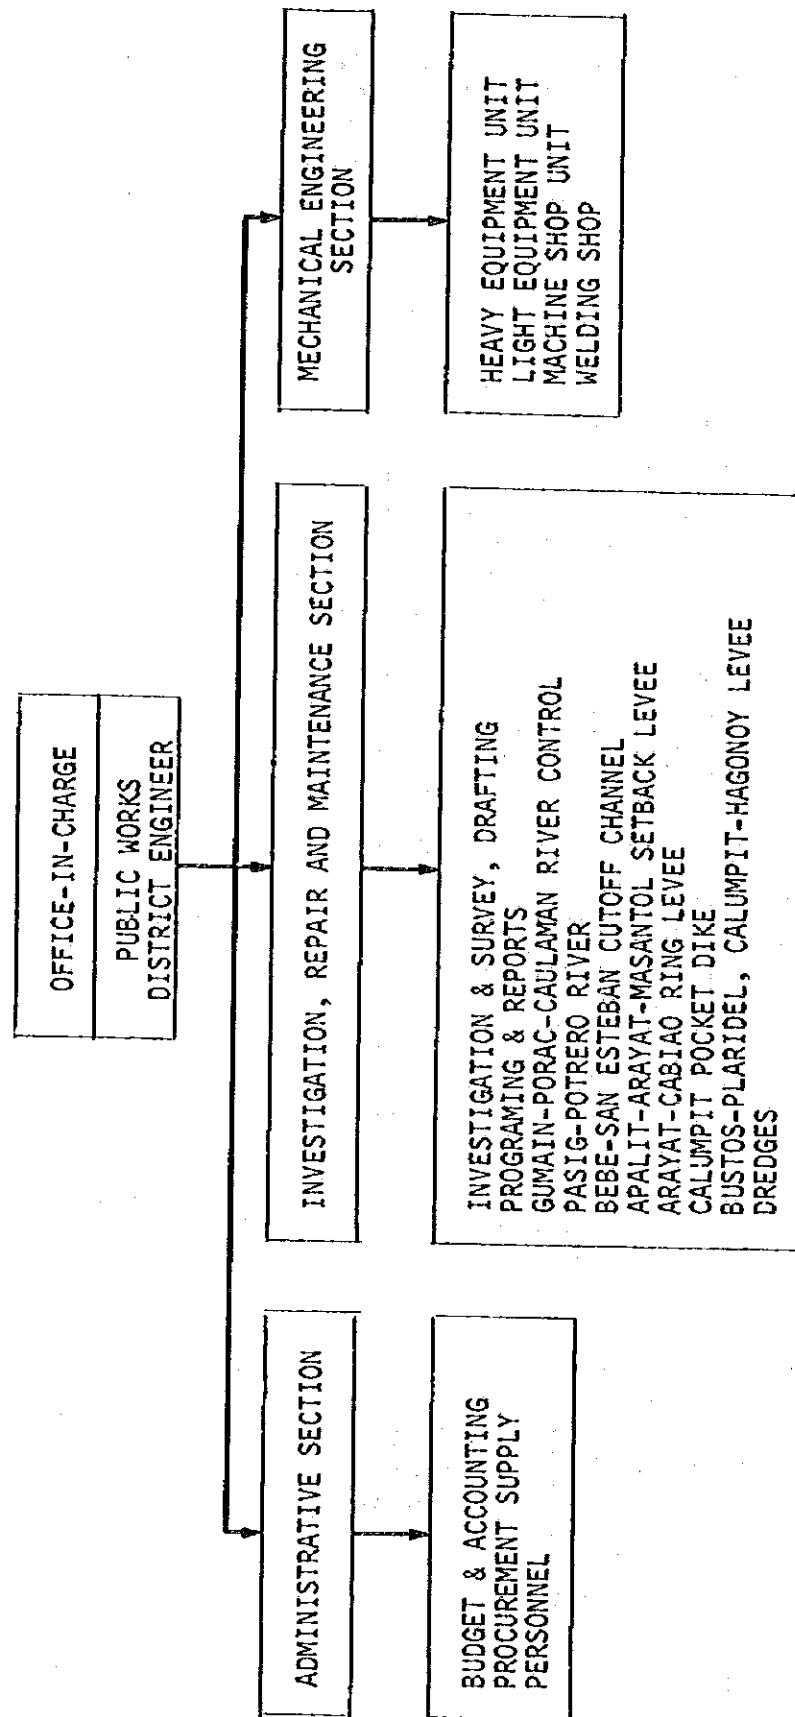 OFFICE-IN-CHARGE
PUBLIC WORKS
DISTRICT ENGINEER
ADMINISTRATIVE SECTION
BUDGET & ACCOUNTING
PROCUREMENT SUPPLY
PERSONNEL
INVESTIGATION, REPAIR AND MAINTENANCE SECTION
INVESTIGATION & SURVEY, DRAFTING
PROGRAMING & REPORTS
GUMAIN-PORAC-CAULAMAN RIVER CONTROL
PASIG-POTRERO RIVER
BEBE-SAN ESTEBAN CUTOFF CHANNEL
APALIT-ARAYAT-MASANTOL SETBACK LEVEE
ARAYAT-CABIAO RING LEVEE
CALUMPIT POCKET DIKE
BUSTOS-PLARIDEL, CALUMPIT-HAGONOY LEVEE
DREDGES
MECHANICAL ENGINEERING
SECTION
HEAVY EQUIPMENT UNIT
LIGHT EQUIPMENT UNIT
MACHINE SHOP UNIT
WELDING SHOP